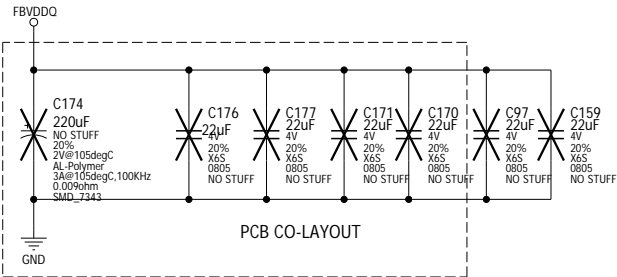 FBVDDQ
C174
220uF
NO STUFF
20%
2V@105degC
AL-Polymer
3A@105degC,100KHz
0.009ohm
SMD_7343
C176
22uF
4V
20%
X6S
0805
NO STUFF
C177
22uF
4V
20%
X6S
0805
NO STUFF
C171
22uF
4V
20%
X6S
0805
NO STUFF
C170
22uF
4V
20%
X6S
0805
NO STUFF
C97
22uF
4V
20%
X6S
0805
NO STUFF
C159
22uF
4V
20%
X6S
0805
NO STUFF
PCB CO-LAYOUT
GND